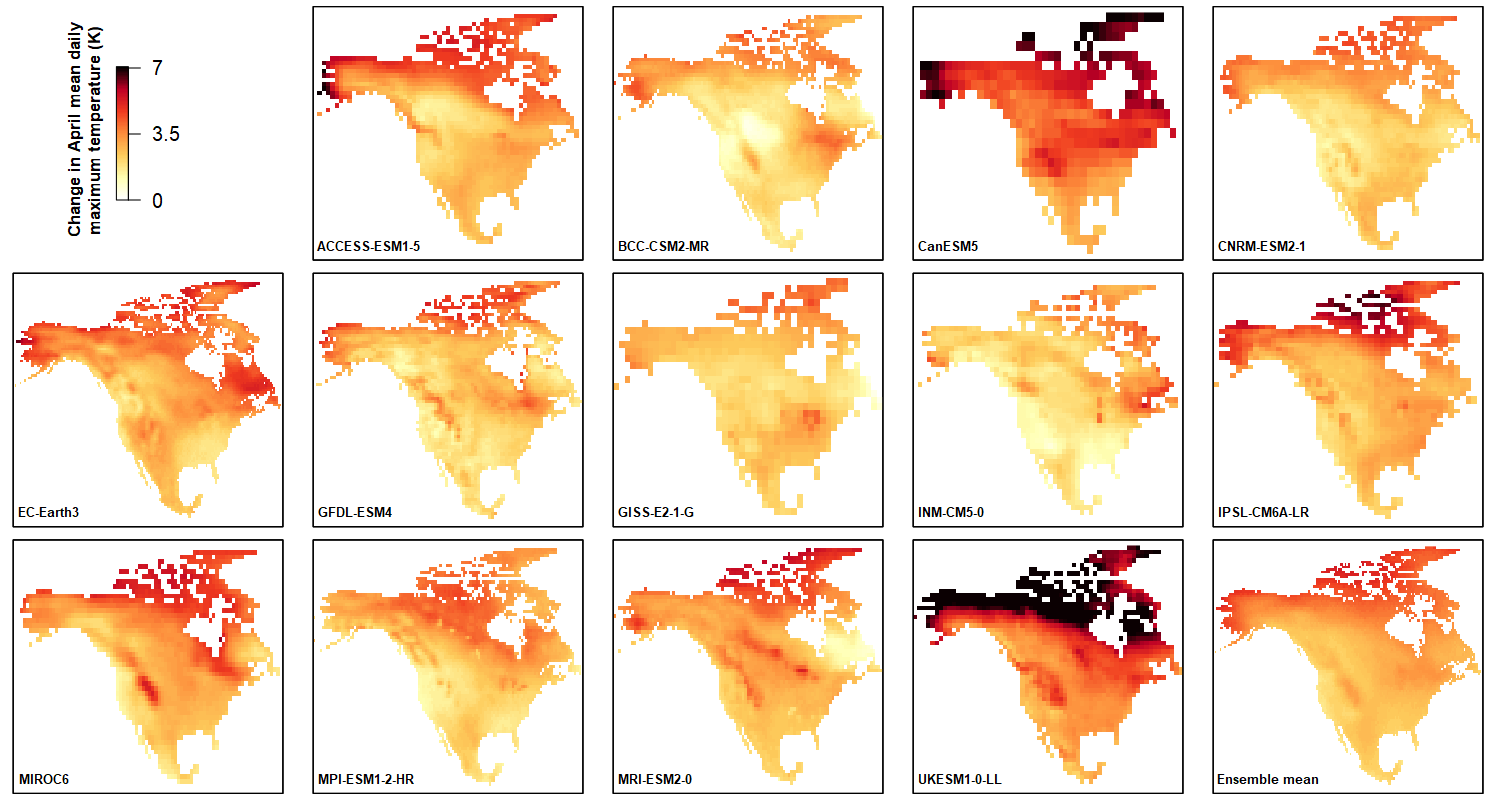 Change in April mean daily
maximum temperature (K)
7
3.5
0
ACCESS-ESM1-5
BCC-CSM2-MR
CanESM5
CNRM-ESM2-1
EC-Earth3
GFDL-ESM4
GISS-E2-1-G
INM-CM5-0
IPSL-CM6A-LR
MIROC6
MPI-ESM1-2-HR
MRI-ESM2-0
UKESM1-0-LL
Ensemble mean